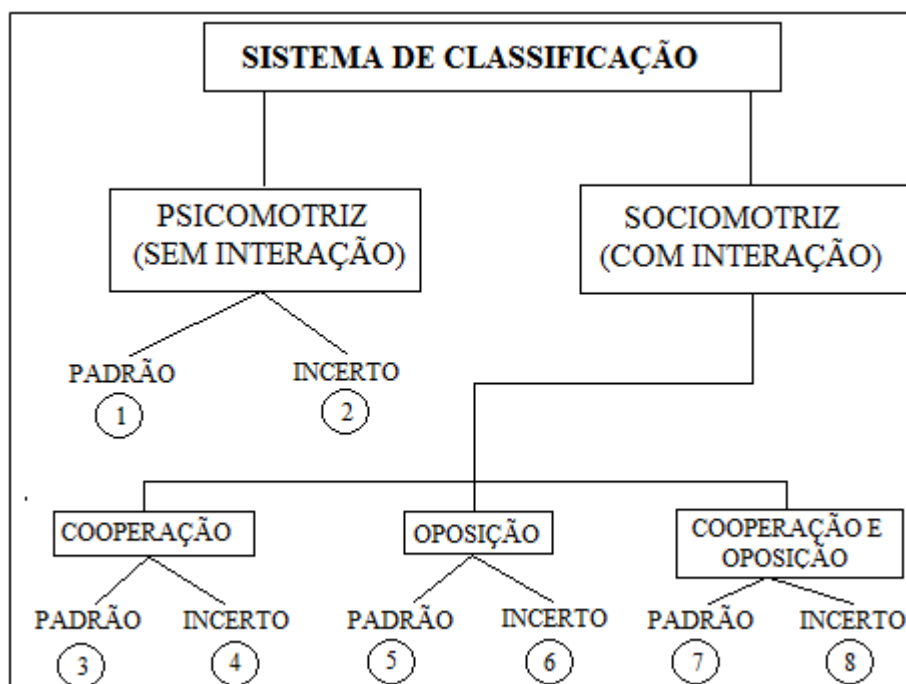 SISTEMA DE CLASSIFICAÇÃO
PSICOMOTRIZ
(SEM INTERAÇÃO)
SOCIOMOTRIZ
(COM INTERAÇÃO)
PADRÃO
INCERTO
1
2
COOPERAÇÃO
OPOSIÇÃO
COOPERAÇÃO E
OPOSIÇÃO
PADRÃO
INCERTO
PADRÃO
INCERTO
PADRÃO
INCERTO
3
4
5
6
7
8